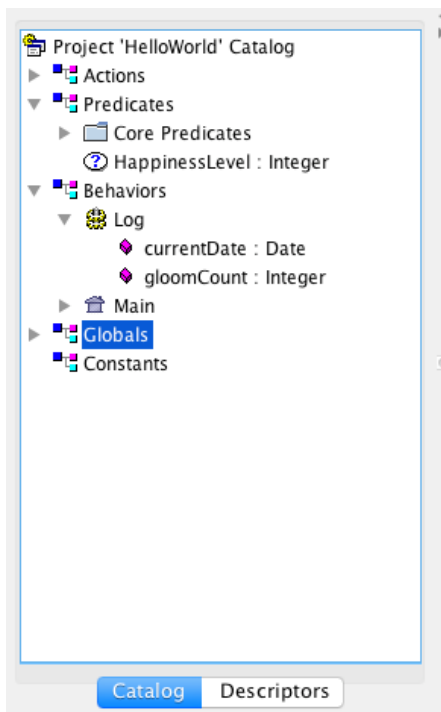 Project 'HelloWorld' Catalog
Actions
Predicates
Core Predicates
? HappinessLevel : Integer
Behaviors
Log
currentDate : Date
gloomCount : Integer
Main
Globals
Constants
Catalog Descriptors